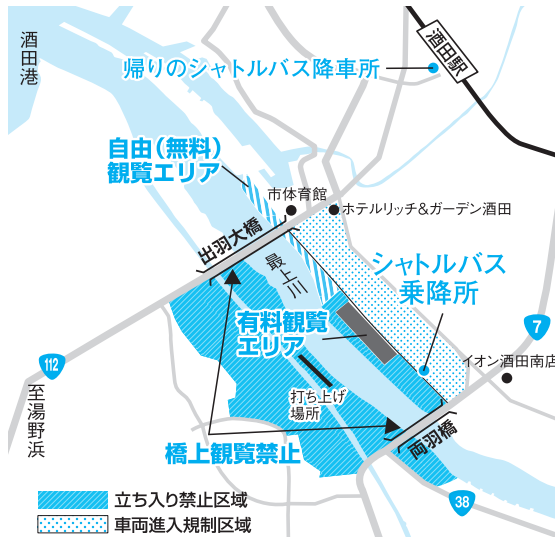 酒田港
酒田駅
帰りのシャトルバス降車所
自由（無料）
観覧エリア
市体育館
ホテルリッチ&ガーデン酒田
出羽大橋
最上川
シャトルバス
乗降所
有料観覧
エリア
7
112
イオン酒田南店
至湯野浜
打ち上げ
場所
両羽橋
橋上観覧禁止
38
立ち入り禁止区域
車両進入規制区域